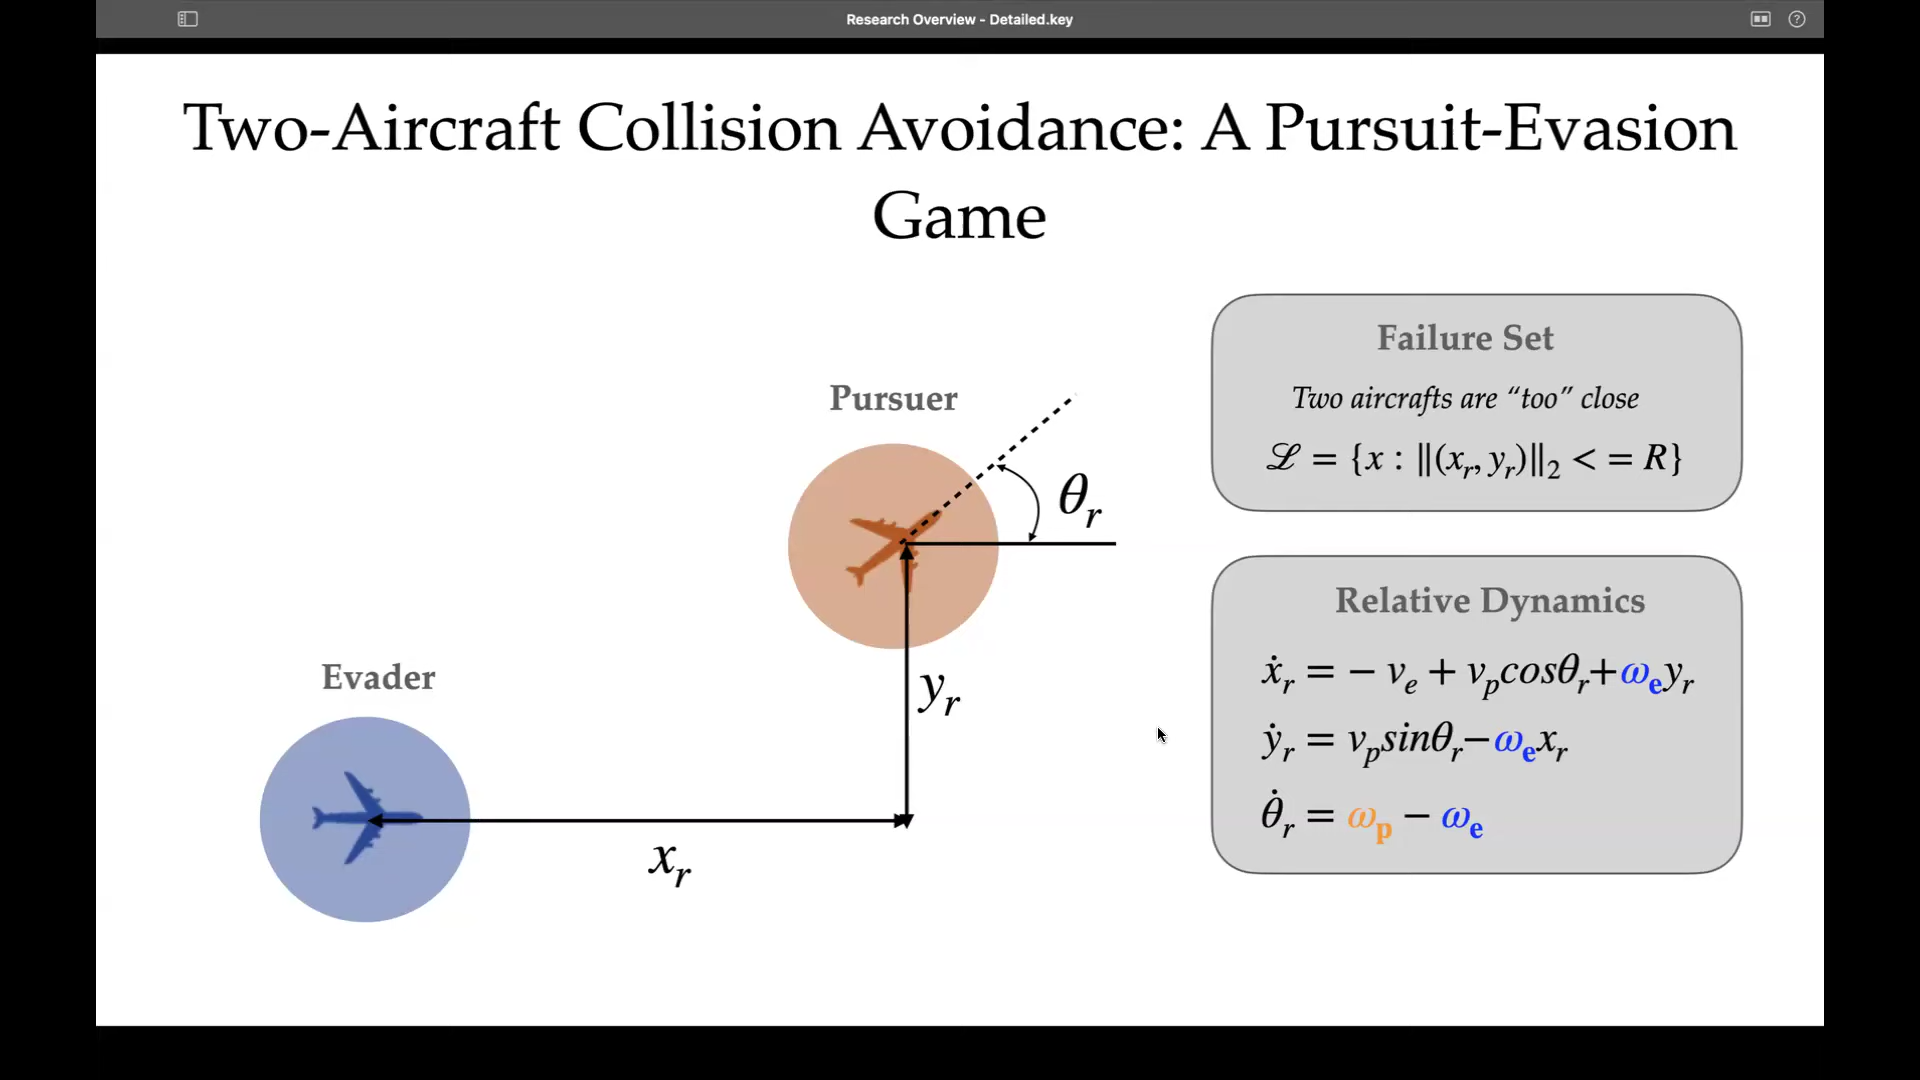 Research Overview - Detailed.key
Two-Aircraft Collision Avoidance: A Pursuit-Evasion
Game
Pursuer
θᵣ
yᵣ
Evader
xᵣ
Failure Set
Two aircrafts are “too” close
ℒ = {x : ‖(xᵣ, yᵣ)‖₂ < = R}
Relative Dynamics
ẋᵣ = − vₑ + vₚcosθᵣ+ωₑyᵣ
ẏᵣ = vₚsinθᵣ−ωₑxᵣ
θ̇ᵣ = ωₚ − ωₑ